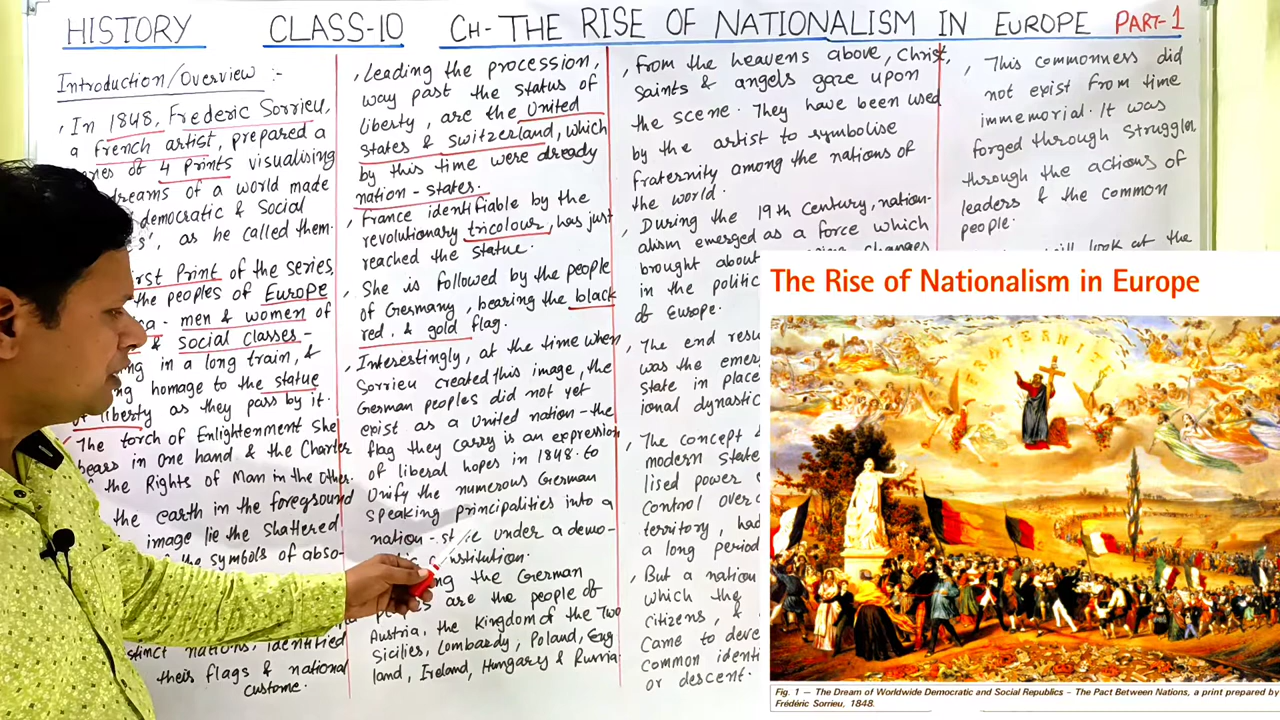 HISTORY CLASS-10 CH- THE RISE OF NATIONALISM IN EUROPE PART-1
Introduction/Overview :-
, In 1848, Frederic Sorrieu,
a french artist, prepared a
of 4 Prints visualising
dreams of a world made
democratic & Social
as he called them.
Print of the series,
the peoples of Europe
men & women of
& social classes-
in a long train, &
homage to the statue
liberty as they pass by it.
, The torch of Enlightenment She
bears in one hand & the Charter
the Rights of Man in the other.
the earth in the foreground
image lie the Shattered
the symbols of abso-
nations, identified
their flags & national
custome.
, Leading the procession,
way past the status of
liberty, are the United
States & Switzerland, which
by this time were dready
nation-states.
, France identifiable by the
revolutionary tricolour, has just
reached the statue.
, She is followed by the people
of Germany, bearing the black
red, & gold flag.
, Interestingly, at the time when
Sorrieu created this image, the
German peoples did not yet
exist as a United nation-the
flag they carry is an expression
of liberal hopes in 1848. to
Unify the numerous German
speaking principalities into a
nation- under a demo-
the German
are the people of
Austria, the Kingdom of the Two
Sicilies, Lombardy, Poland, Eng
land, Ireland, Hungary & Russia
, From the heavens above, Christ,
Saints & angels gaze upon
the scene. They have been used
by the artist to symbolise
fraternity among the nations of
the world.
, During the 19th Century, nation-
alism emerged as a force which
brought about changes
in the
of Europe.
, The end
was the
state in place
dynastic
, The concept
modern state
power
control over
territory, had
a long period
, But a nation
which the
citizens, &
Came to
common
or descent.
, This commonness did
not exist from time
immemorial. It was
forged through Struggles
through the actions of
leaders & the common
people.
will look at the
The Rise of Nationalism in Europe
FRATERNITE
Fig. 1 — The Dream of Worldwide Democratic and Social Republics – The Pact Between Nations, a print prepared by
Frédéric Sorrieu, 1848.